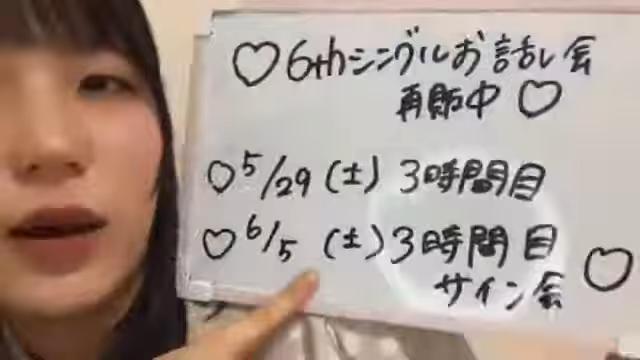 ♡6thシングルお話し会
再販中♡
♡5/29(土)3時間目
♡6/5(土)3時間目
サイン会♡